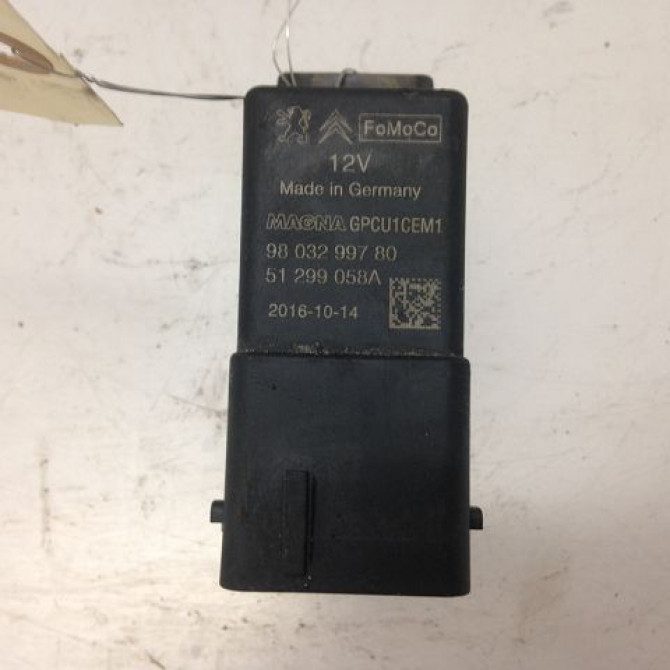 FoMoCo
12V
Made in Germany
MAGNA GPCU1CEM1
98 032 997 80
51 299 058A
2016-10-14